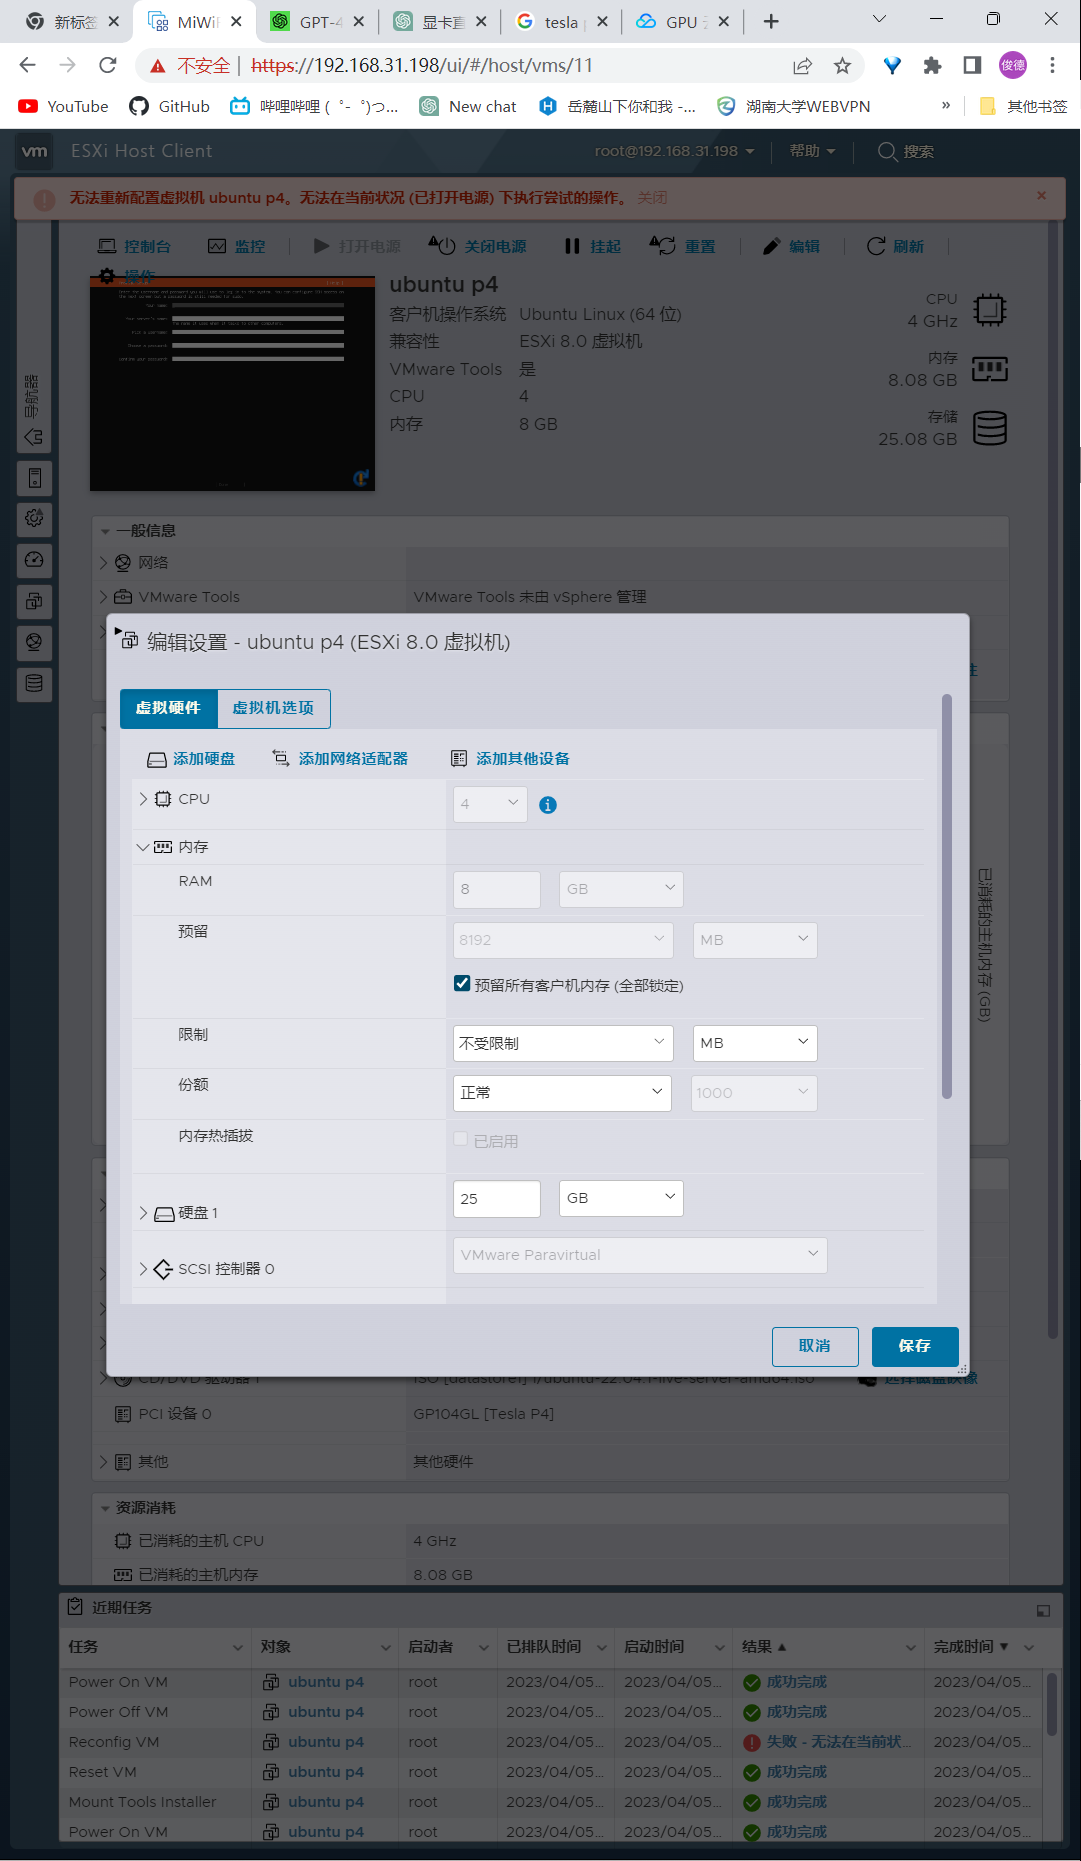 新标签
MiWiF
GPT-4
显卡直
tesla
GPU
不安全
https://192.168.31.198/ui/#/host/vms/11
俊德
YouTube
GitHub
哔哩哔哩 ( ゜- ゜)つ...
New chat
岳麓山下你和我 -...
湖南大学WEBVPN
»
其他书签
vm
ESXi Host Client
root@192.168.31.198
帮助
搜索
无法重新配置虚拟机 ubuntu p4。无法在当前状况 (已打开电源) 下执行尝试的操作。 关闭
控制台
监控
打开电源
关闭电源
挂起
重置
编辑
刷新
操作
导航器
ubuntu p4
客户机操作系统 Ubuntu Linux (64 位)
兼容性 ESXi 8.0 虚拟机
VMware Tools 是
CPU 4
内存 8 GB
CPU
4 GHz
内存
8.08 GB
存储
25.08 GB
一般信息
网络
VMware Tools VMware Tools 未由 vSphere 管理
编辑设置 - ubuntu p4 (ESXi 8.0 虚拟机)
虚拟硬件
虚拟机选项
添加硬盘
添加网络适配器
添加其他设备
CPU 4
内存
RAM 8 GB
预留 8192 MB
预留所有客户机内存 (全部锁定)
限制 不受限制 MB
份额 正常 1000
内存热插拔 已启用
硬盘 1 25 GB
SCSI 控制器 0 VMware Paravirtual
取消
保存
已消耗的主机内存 (GB)
CD/DVD 驱动器 1 ISO [datastore1] 1/ubuntu-22.04.1-live-server-amd64.iso 选择磁盘映像
PCI 设备 0 GP104GL [Tesla P4]
其他 其他硬件
资源消耗
已消耗的主机 CPU 4 GHz
已消耗的主机内存 8.08 GB
近期任务
任务 对象 启动者 已排队时间 启动时间 结果 ▲ 完成时间 ▼
Power On VM ubuntu p4 root 2023/04/05... 2023/04/05... 成功完成 2023/04/05...
Power Off VM ubuntu p4 root 2023/04/05... 2023/04/05... 成功完成 2023/04/05...
Reconfig VM ubuntu p4 root 2023/04/05... 2023/04/05... 失败 - 无法在当前状... 2023/04/05...
Reset VM ubuntu p4 root 2023/04/05... 2023/04/05... 成功完成 2023/04/05...
Mount Tools Installer ubuntu p4 root 2023/04/05... 2023/04/05... 成功完成 2023/04/05...
Power On VM ubuntu p4 root 2023/04/05... 2023/04/05... 成功完成 2023/04/05...